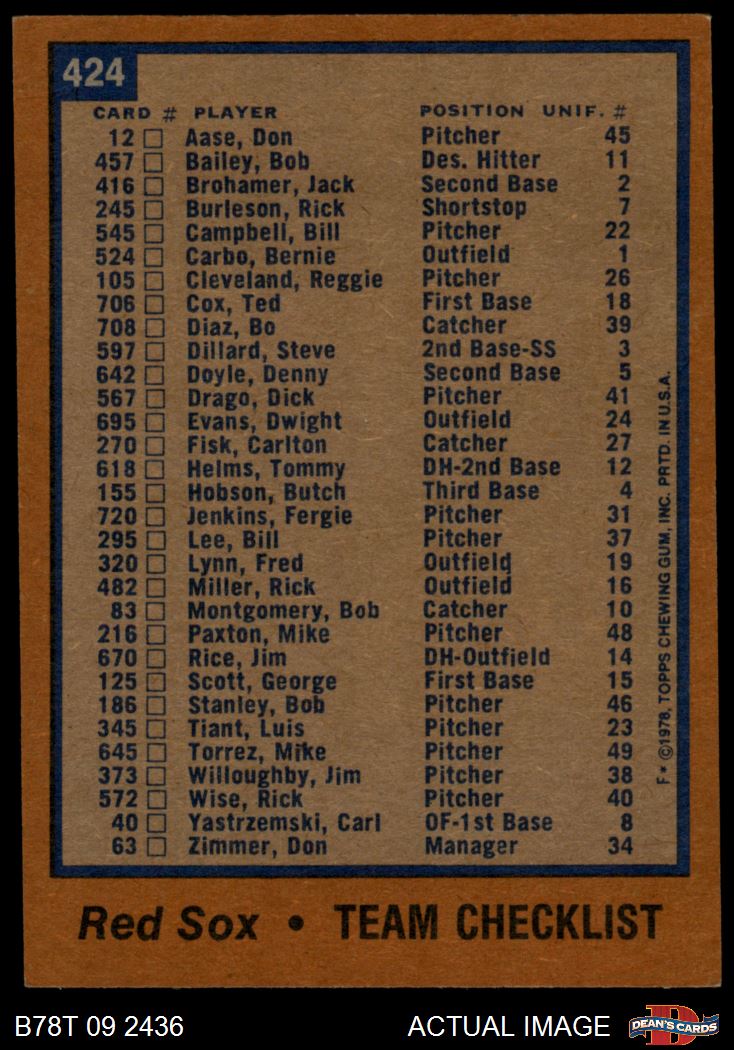 424
CARD # PLAYER POSITION UNIF. #
12 Aase, Don Pitcher 45
457 Bailey, Bob Des. Hitter 11
416 Brohamer, Jack Second Base 2
245 Burleson, Rick Shortstop 7
545 Campbell, Bill Pitcher 22
524 Carbo, Bernie Outfield 1
105 Cleveland, Reggie Pitcher 26
706 Cox, Ted First Base 18
708 Diaz, Bo Catcher 39
597 Dillard, Steve 2nd Base-SS 3
642 Doyle, Denny Second Base 5
567 Drago, Dick Pitcher 41
695 Evans, Dwight Outfield 24
270 Fisk, Carlton Catcher 27
618 Helms, Tommy DH-2nd Base 12
155 Hobson, Butch Third Base 4
720 Jenkins, Fergie Pitcher 31
295 Lee, Bill Pitcher 37
320 Lynn, Fred Outfield 19
482 Miller, Rick Outfield 16
83 Montgomery, Bob Catcher 10
216 Paxton, Mike Pitcher 48
670 Rice, Jim DH-Outfield 14
125 Scott, George First Base 15
186 Stanley, Bob Pitcher 46
345 Tiant, Luis Pitcher 23
645 Torrez, Mike Pitcher 49
373 Willoughby, Jim Pitcher 38
572 Wise, Rick Pitcher 40
40 Yastrzemski, Carl OF-1st Base 8
63 Zimmer, Don Manager 34
F* ©1978, TOPPS CHEWING GUM, INC. PRTD. IN U.S.A.
Red Sox • TEAM CHECKLIST
B78T 09 2436 ACTUAL IMAGE
DEAN'S CARDS